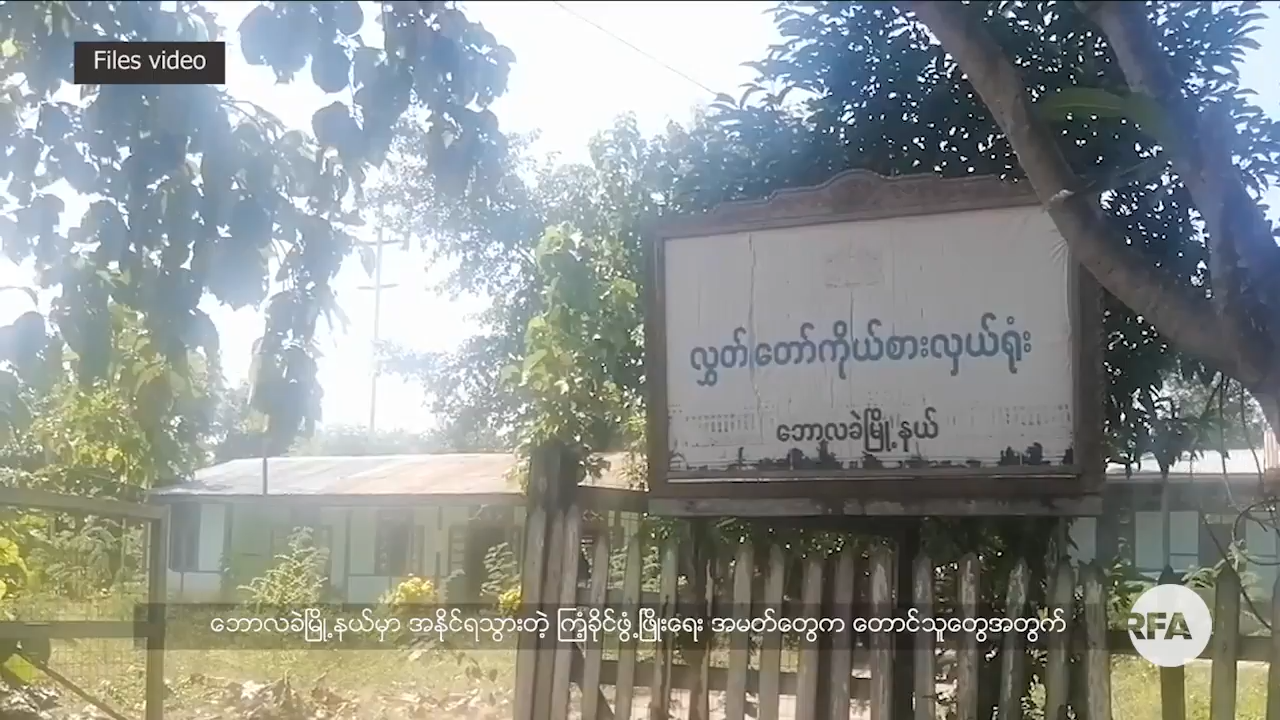 Files video
လွှတ်တော်ကိုယ်စားလှယ်ရုံး
ဘောလခဲမြို့နယ်
ဘောလခဲမြို့နယ်မှာ အနိုင်ရသွားတဲ့ ကြံ့ခိုင်ဖွံ့ဖြိုးရေး အမတ်တွေက တောင်သူတွေအတွက်
RFA